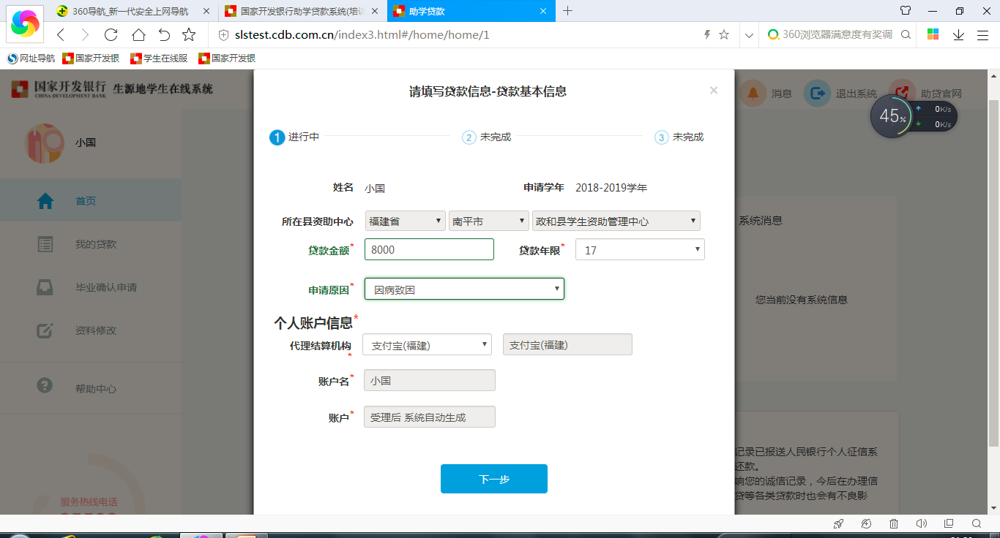 360导航_新一代安全上网导航
国家开发银行助学贷款系统(培训
助学贷款
slstest.cdb.com.cn/index3.html#/home/home/1
360浏览器满意度有奖调
网址导航
国家开发银
学生在线服
国家开发银
国家开发银行
CHINA DEVELOPMENT BANK
生源地学生在线系统
消息
退出系统
助贷官网
45%
0K/s
0K/s
小国
首页
我的贷款
毕业确认申请
资料修改
帮助中心
服务热线电话
请填写贷款信息-贷款基本信息
×
1 进行中
2 未完成
3 未完成
姓名 小国
申请学年 2018-2019学年
所在县资助中心 福建省 南平市 政和县学生资助管理中心
贷款金额* 8000
贷款年限* 17
申请原因* 因病致困
个人账户信息*
代理结算机构* 支付宝(福建) 支付宝(福建)
账户名* 小国
账户* 受理后 系统自动生成
下一步
系统消息
您当前没有系统信息
记录已报送人民银行个人征信系
还款。
响您的诚信记录，今后在办理信
贷等各类贷款时也会有不良影